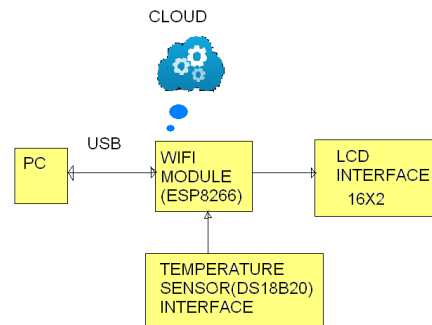 CLOUD
USB
PC
WIFI
MODULE
(ESP8266)
LCD
INTERFACE
16X2
TEMPERATURE
SENSOR(DS18B20)
INTERFACE